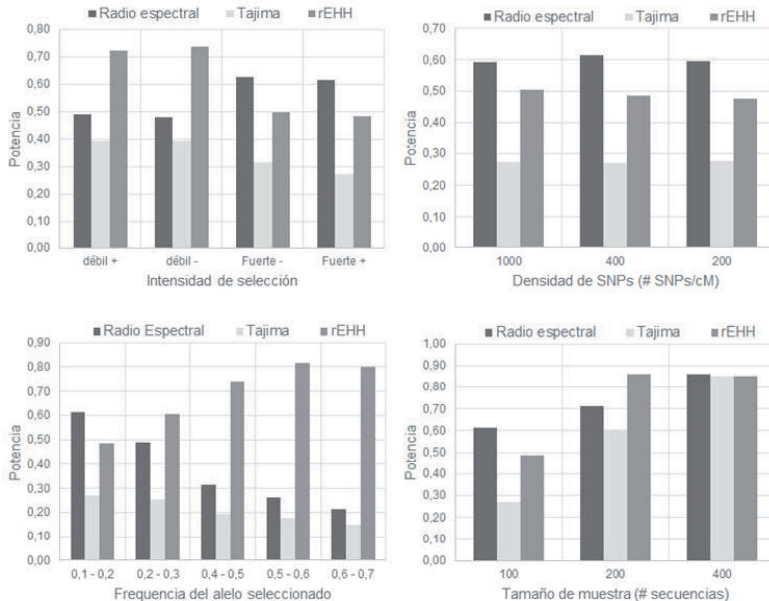 Radio espectral Tajima rEHH
0,80
0,70
0,60
0,50
0,40
0,30
0,20
0,10
0,00
Potencia
débil + débil - Fuerte - Fuerte +
Intensidad de selección
Radio espectral Tajima rEHH
0,70
0,60
0,50
0,40
0,30
0,20
0,10
0,00
Potencia
1000 400 200
Densidad de SNPs (# SNPs/cM)
Radio Espectral Tajima rEHH
0,90
0,80
0,70
0,60
0,50
0,40
0,30
0,20
0,10
0,00
Potencia
0,1 - 0,2 0,2 - 0,3 0,4 - 0,5 0,5 - 0,6 0,6 - 0,7
Frequencia del alelo seleccionado
Radio espectral Tajima rEHH
1,00
0,90
0,80
0,70
0,60
0,50
0,40
0,30
0,20
0,10
0,00
Potencia
100 200 400
Tamaño de muestra (# secuencias)